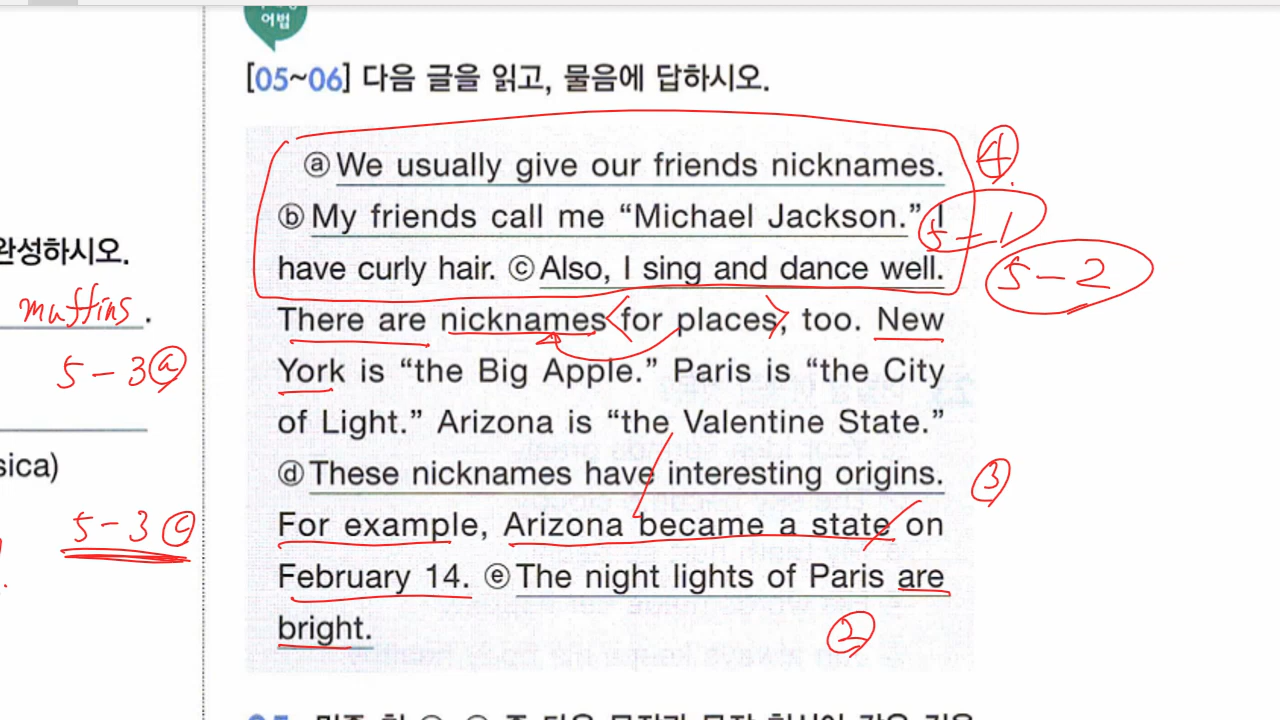 어법
[05~06] 다음 글을 읽고, 물음에 답하시오.
ⓐ We usually give our friends nicknames.
ⓑ My friends call me “Michael Jackson.” I
have curly hair. ⓒ Also, I sing and dance well.
There are nicknames <for places>, too. New
York is “the Big Apple.” Paris is “the City
of Light.” Arizona is “the Valentine State.”
ⓓ These nicknames have interesting origins.
For example, Arizona became a state on
February 14. ⓔ The night lights of Paris are
bright.
④
5-1
5-2
③
②
완성하시오.
muffins.
5-3ⓐ
sica)
5-3ⓒ